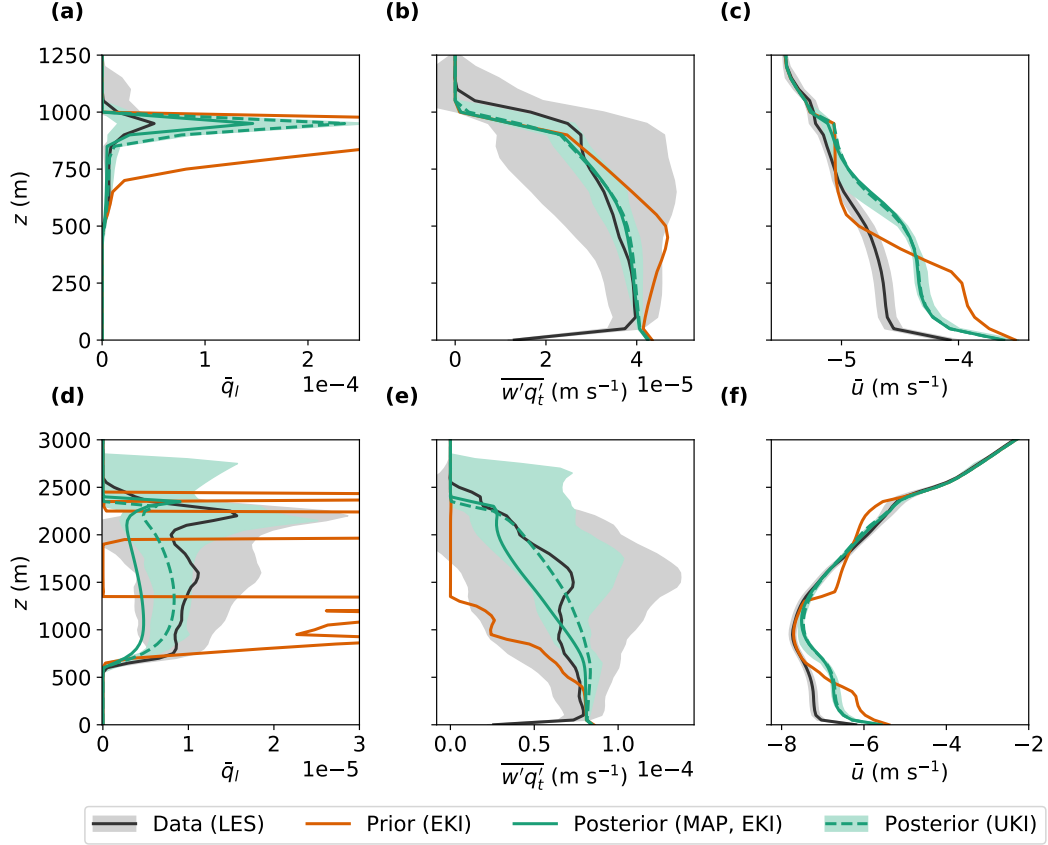 (a) (b) (c)
1250
1000
750
500
250
0
z (m)
0 1 2
q̄_l 1e−4
0 2 4
w′q′_t (m s⁻¹) 1e−5
−5 −4
ū (m s⁻¹)
(d) (e) (f)
3000
2500
2000
1500
1000
500
0
z (m)
0 1 2 3
q̄_l 1e−5
0.0 0.5 1.0
w′q′_t (m s⁻¹) 1e−4
−8 −6 −4 −2
ū (m s⁻¹)
Data (LES) Prior (EKI) Posterior (MAP, EKI) Posterior (UKI)